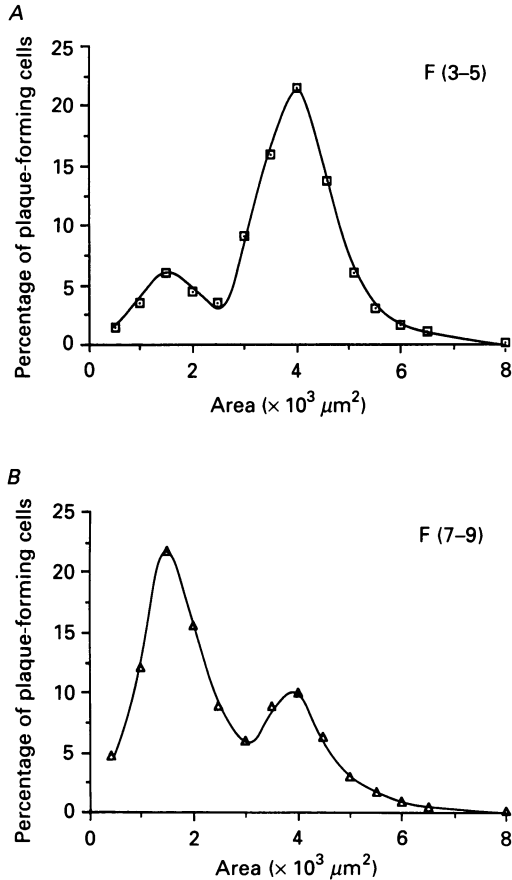 A
Percentage of plaque-forming cells
25
20
15
10
5
0
F (3–5)
0 2 4 6 8
Area (× 10³ μm²)
B
Percentage of plaque-forming cells
25
20
15
10
5
0
F (7–9)
0 2 4 6 8
Area (× 10³ μm²)